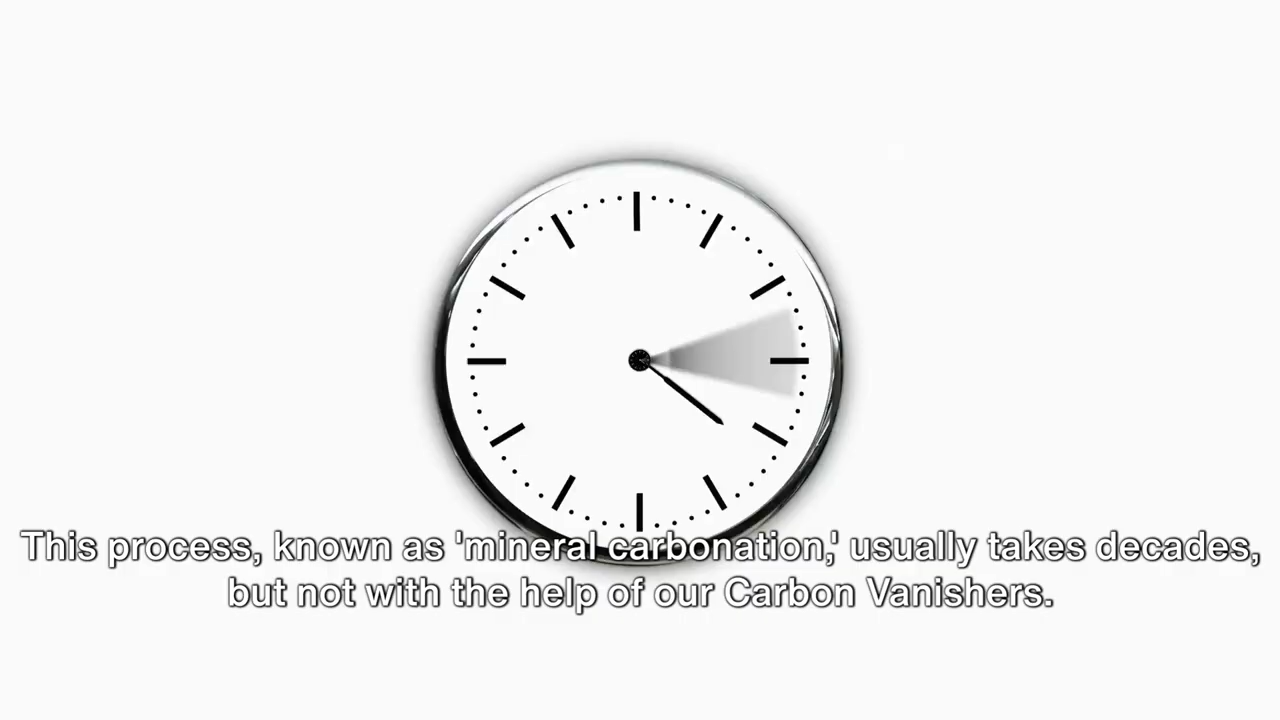 This process, known as 'mineral carbonation,' usually takes decades,
but not with the help of our Carbon Vanishers.